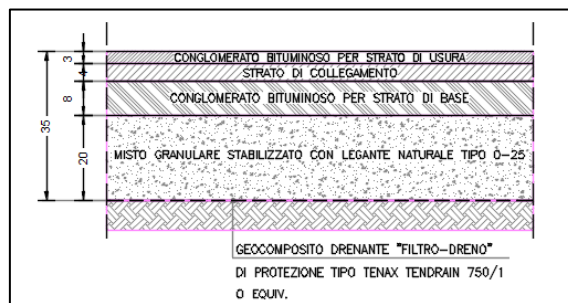 3
CONGLOMERATO BITUMINOSO PER STRATO DI USURA
4
STRATO DI COLLEGAMENTO
8
CONGLOMERATO BITUMINOSO PER STRATO DI BASE
35
20
MISTO GRANULARE STABILIZZATO CON LEGANTE NATURALE TIPO 0-25
GEOCOMPOSITO DRENANTE "FILTRO-DRENO"
DI PROTEZIONE TIPO TENAX TENDRAIN 750/1
O EQUIV.